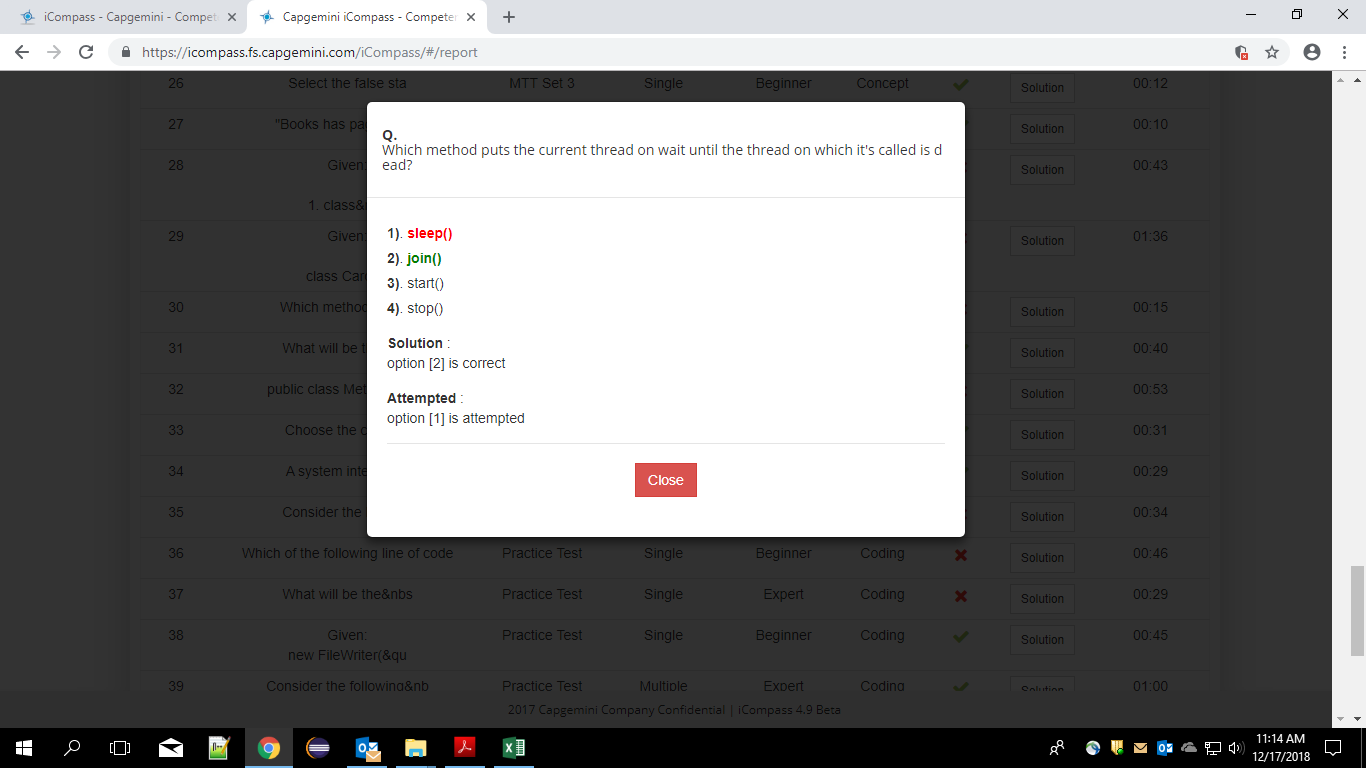 iCompass - Capgemini - Compet
Capgemini iCompass - Competen
https://icompass.fs.capgemini.com/iCompass/#/report
26 Select the false sta MTT Set 3 Single Beginner Concept Solution 00:12
27 "Books has pa Solution 00:10
28 Given: Solution 00:43
1. class&
29 Given: Solution 01:36
class Car
30 Which method Solution 00:15
31 What will be t Solution 00:40
32 public class Met Solution 00:53
33 Choose the c Solution 00:31
34 A system inte Solution 00:29
35 Consider the Solution 00:34
Q.
Which method puts the current thread on wait until the thread on which it's called is d
ead?
1). sleep()
2). join()
3). start()
4). stop()
Solution :
option [2] is correct
Attempted :
option [1] is attempted
Close
36 Which of the following line of code Practice Test Single Beginner Coding Solution 00:46
37 What will be the&nbs Practice Test Single Expert Coding Solution 00:29
38 Given: Practice Test Single Beginner Coding Solution 00:45
new FileWriter(&qu
39 Consider the following&nb Practice Test Multiple Expert Coding Solution 01:00
2017 Capgemini Company Confidential | iCompass 4.9 Beta
11:14 AM
12/17/2018